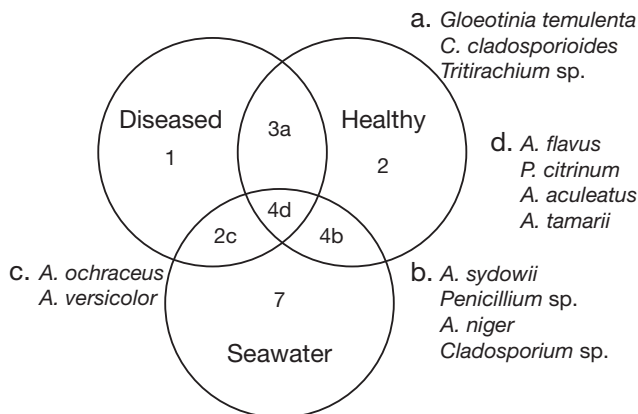 a. Gloeotinia temulenta
C. cladosporioides
Tritirachium sp.
Diseased
3a
Healthy
1
2
d. A. flavus
P. citrinum
A. aculeatus
A. tamarii
4d
2c
4b
c. A. ochraceus
A. versicolor
7
b. A. sydowii
Penicillium sp.
A. niger
Cladosporium sp.
Seawater